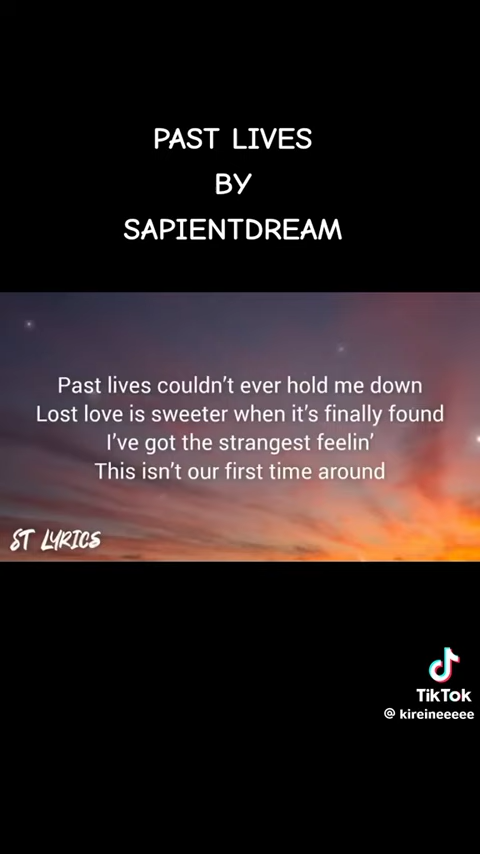 PAST LIVES
BY
SAPIENTDREAM
Past lives couldn't ever hold me down
Lost love is sweeter when it's finally found
I've got the strangest feelin'
This isn't our first time around
ST LYRICS
TikTok
@ kireineeeee